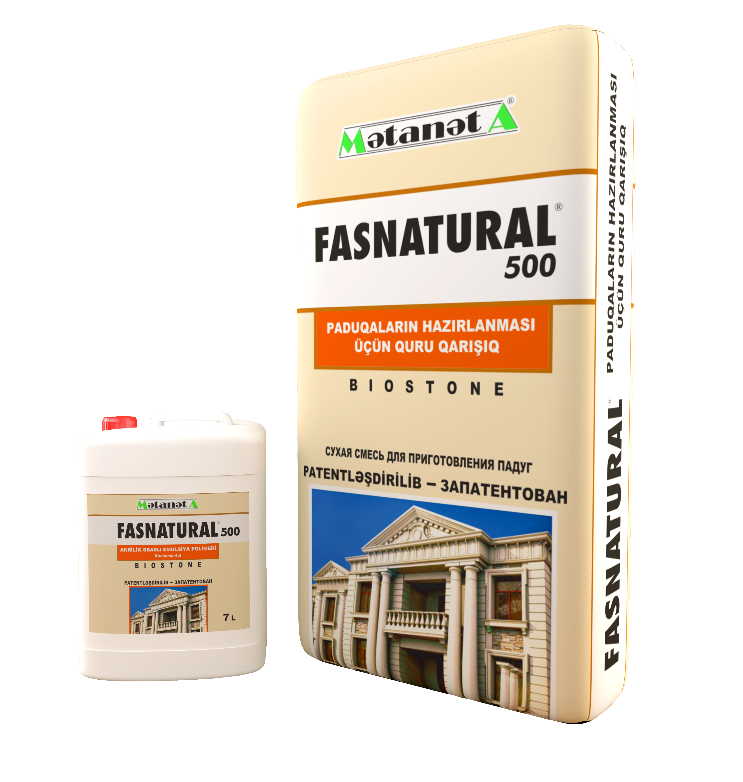 Mətanət A®
FASNATURAL®
500
PADUQALARIN HAZIRLANMASI
ÜÇÜN QURU QARIŞIQ
BIOSTONE
СУХАЯ СМЕСЬ ДЛЯ ПРИГОТОВЛЕНИЯ ПАДУГ
PATENTLƏŞDİRİLİB – ЗАПАТЕНТОВАН
FASNATURAL
PADUQALARIN HAZIRLANMASI
ÜÇÜN QURU QARIŞIQ
Mətanət A
FASNATURAL® 500
AKRİLİK ƏSASLI EMULSİYA POLİMERİ
BIOSTONE
PATENTLƏŞDİRİLİB – ЗАПАТЕНТОВАН
7 L